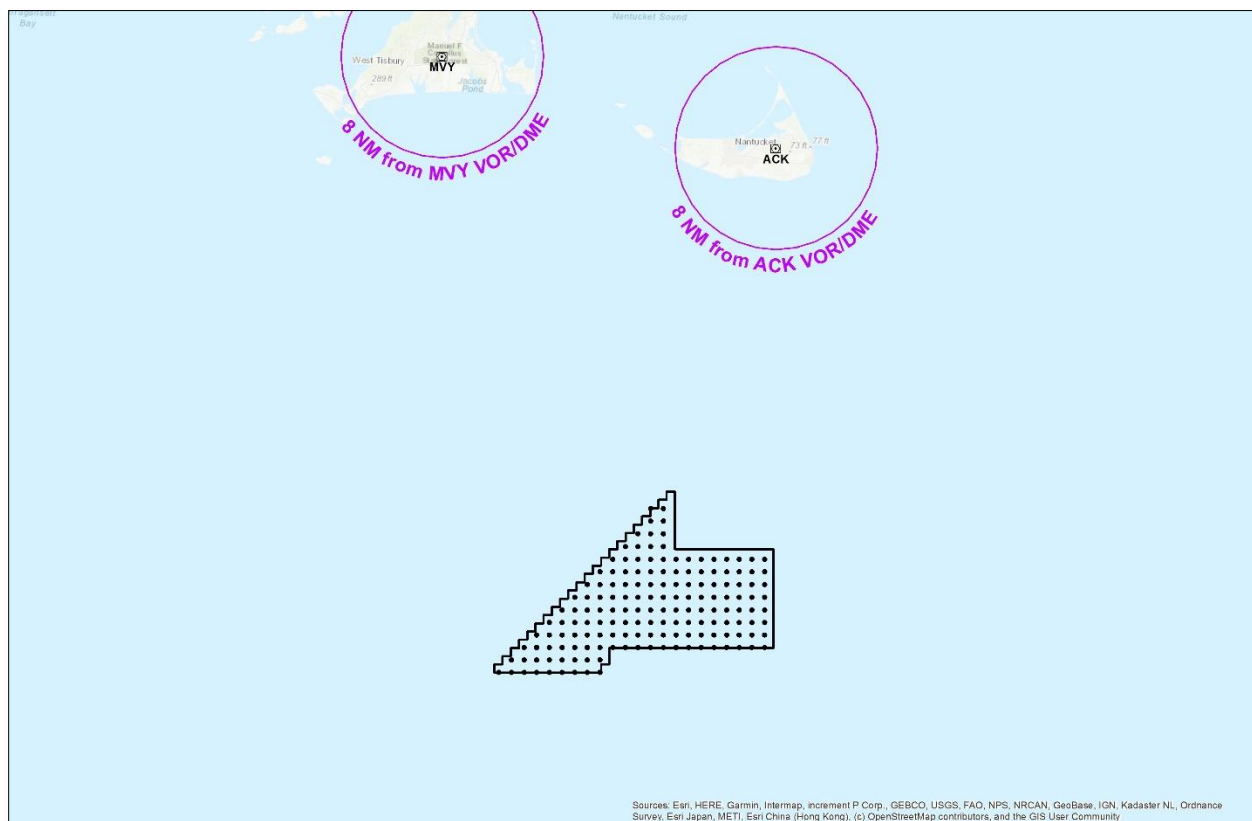 Bay
Nantucket Sound
Manuel F
West Tisbury
MVY
289 ft
Jacobs
Pond
8 NM from MVY VOR/DME
Nantucket
73 ft
77 ft
ACK
8 NM from ACK VOR/DME
Sources: Esri, HERE, Garmin, Intermap, increment P Corp., GEBCO, USGS, FAO, NPS, NRCAN, GeoBase, IGN, Kadaster NL, Ordnance
Survey, Esri Japan, METI, Esri China (Hong Kong), (c) OpenStreetMap contributors, and the GIS User Community